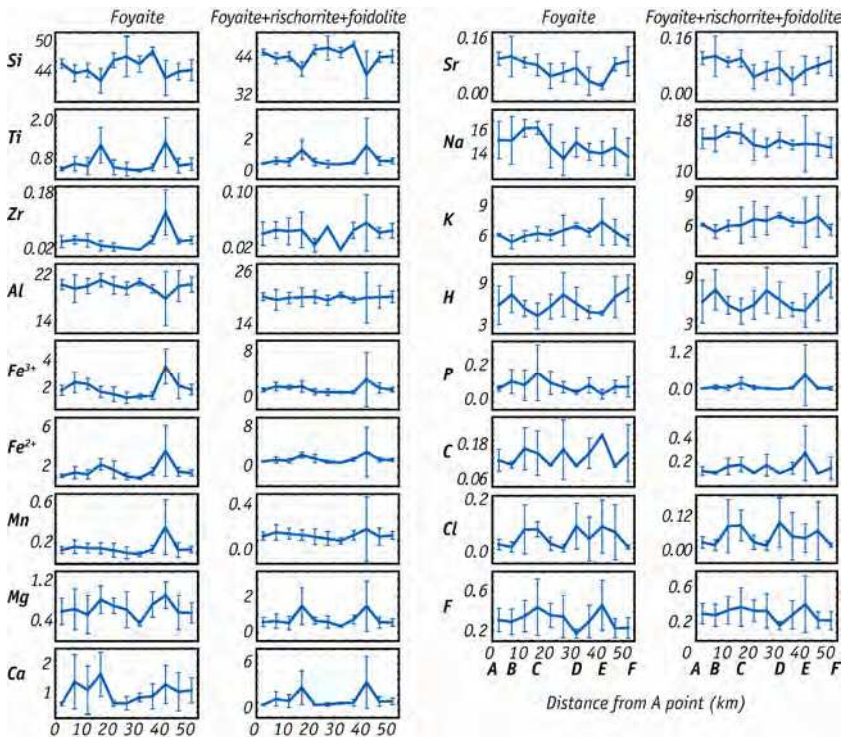 Foyaite Foyaite+rischorrite+foidolite
Si 50 44 44 32
Ti 2.0 0.8 2 0
Zr 0.18 0.02 0.10 0.02
Al 22 14 26 14
Fe³⁺ 4 2 8 0
Fe²⁺ 6 2 8 0
Mn 0.6 0.2 0.4 0.0
Mg 1.2 0.4 2 0
Ca 2 1 6 0
0 10 20 30 40 50 0 10 20 30 40 50
Foyaite Foyaite+rischorrite+foidolite
Sr 0.16 0.00 0.16 0.00
Na 16 14 18 10
K 9 6 9 6
H 9 3 9 3
P 0.2 0.0 1.2 0.0
C 0.18 0.06 0.4 0.2
Cl 0.2 0.0 0.12 0.00
F 0.4 0.2 0.6 0.2
0 10 20 30 40 50 0 10 20 30 40 50
A B C D E F A B C D E F
Distance from A point (km)